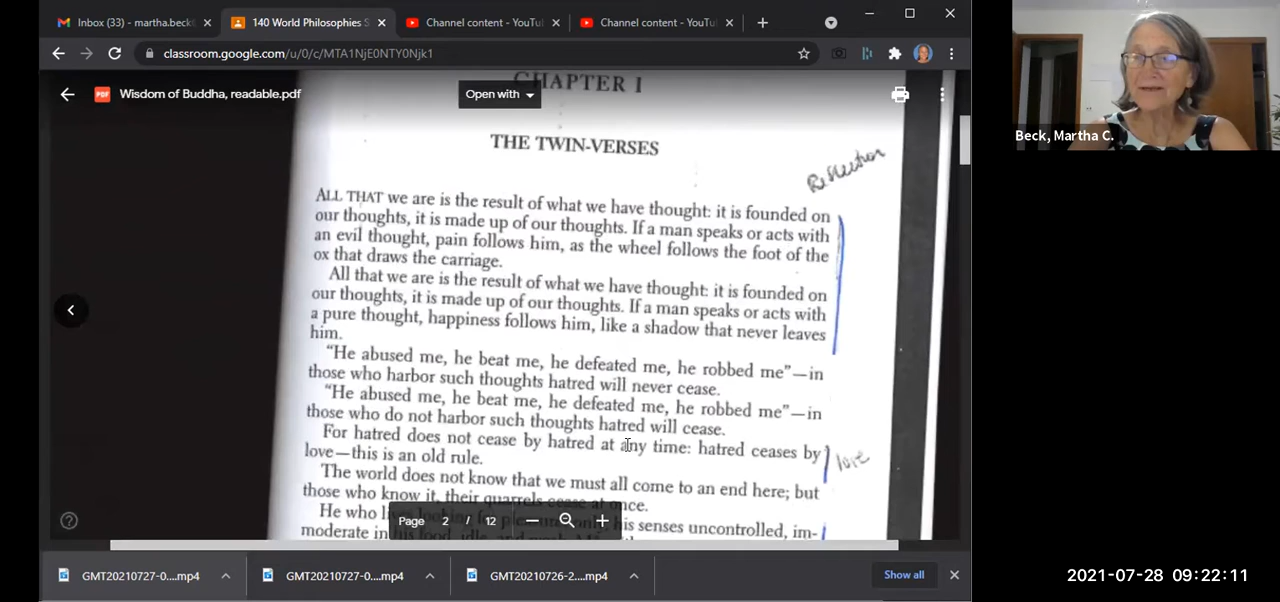 Inbox (33) - martha.beck
140 World Philosophies S
Channel content - YouTu
Channel content - YouTu
classroom.google.com/u/0/c/MTA1NjE0NTY0Njk1
Wisdom of Buddha, readable.pdf
Open with
CHAPTER I
THE TWIN-VERSES
Reflection
ALL THAT we are is the result of what we have thought: it is founded on
our thoughts, it is made up of our thoughts. If a man speaks or acts with
an evil thought, pain follows him, as the wheel follows the foot of the
ox that draws the carriage.
All that we are is the result of what we have thought: it is founded on
our thoughts, it is made up of our thoughts. If a man speaks or acts with
a pure thought, happiness follows him, like a shadow that never leaves
him.
"He abused me, he beat me, he defeated me, he robbed me"—in
those who harbor such thoughts hatred will never cease.
"He abused me, he beat me, he defeated me, he robbed me"—in
those who do not harbor such thoughts hatred will cease.
For hatred does not cease by hatred at any time: hatred ceases by
love—this is an old rule.
love
The world does not know that we must all come to an end here; but
those who know it, their quarrels cease at once.
He who his senses uncontrolled, im-
moderate in
Page 2 / 12
GMT20210727-0....mp4
GMT20210727-0....mp4
GMT20210726-2....mp4
Show all
Beck, Martha C.
2021-07-28 09:22:11